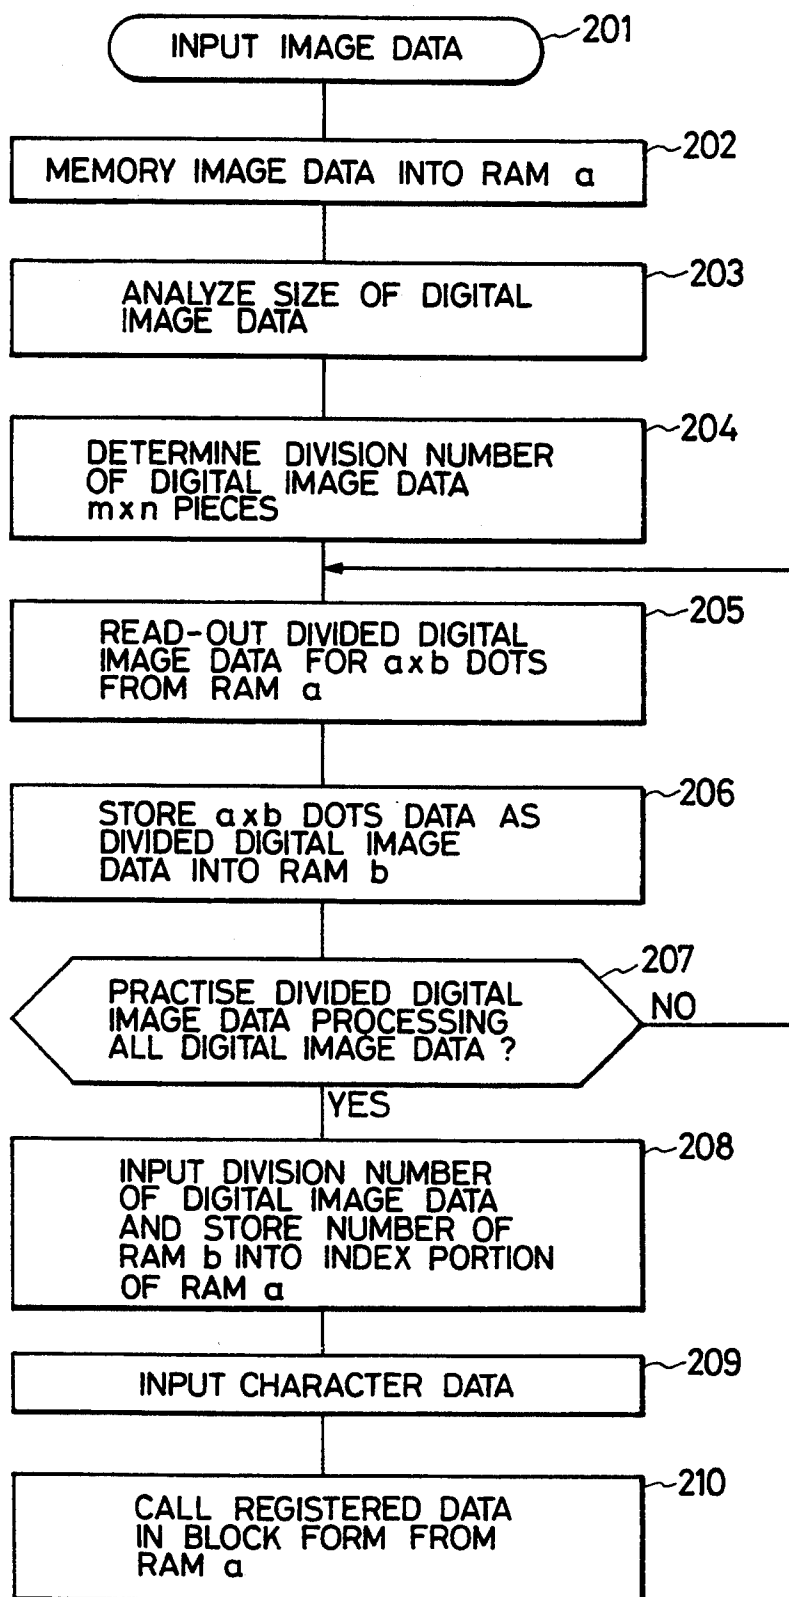 INPUT IMAGE DATA
201
202
MEMORY IMAGE DATA INTO RAM a
203
ANALYZE SIZE OF DIGITAL
IMAGE DATA
204
DETERMINE DIVISION NUMBER
OF DIGITAL IMAGE DATA
m×n PIECES
205
READ-OUT DIVIDED DIGITAL
IMAGE DATA FOR a×b DOTS
FROM RAM a
206
STORE a×b DOTS DATA AS
DIVIDED DIGITAL IMAGE
DATA INTO RAM b
207
PRACTISE DIVIDED DIGITAL
IMAGE DATA PROCESSING
ALL DIGITAL IMAGE DATA ?
NO
YES
208
INPUT DIVISION NUMBER
OF DIGITAL IMAGE DATA
AND STORE NUMBER OF
RAM b INTO INDEX PORTION
OF RAM a
209
INPUT CHARACTER DATA
210
CALL REGISTERED DATA
IN BLOCK FORM FROM
RAM a